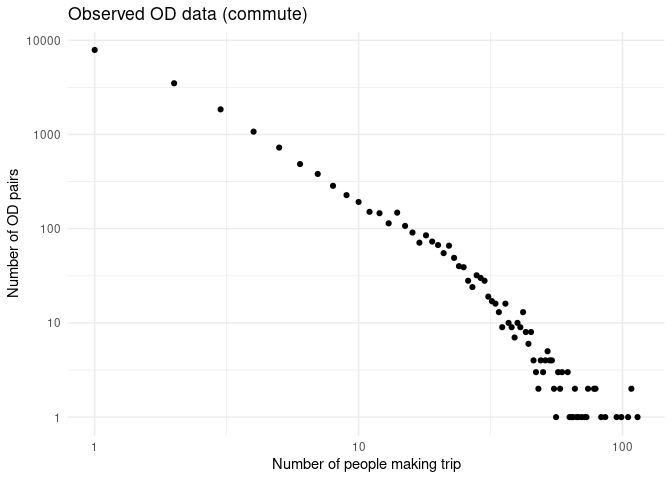 Observed OD data (commute)
10000
1000
100
10
1
Number of OD pairs
1
10
100
Number of people making trip